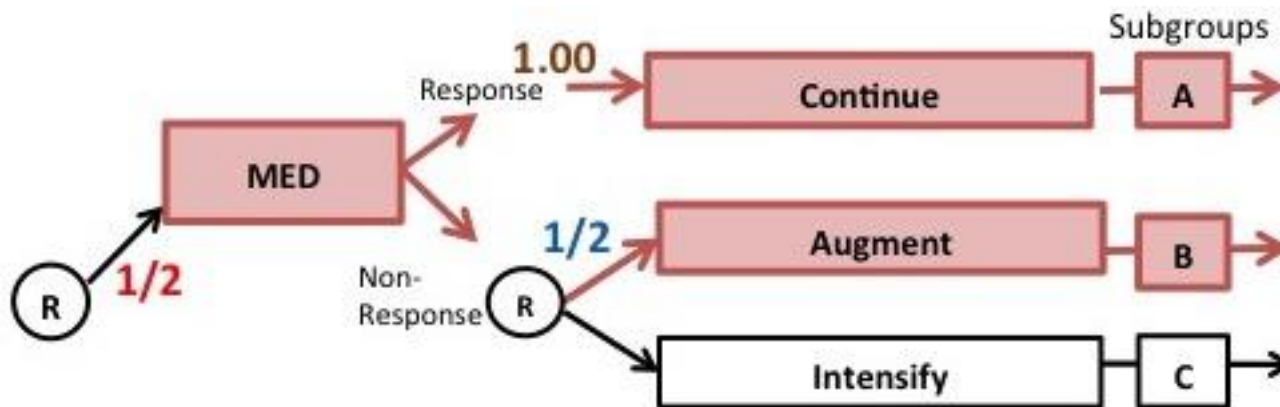 Subgroups
1.00
Response
Continue
A
MED
1/2
Augment
B
R
1/2
Non-
Response
R
Intensify
C